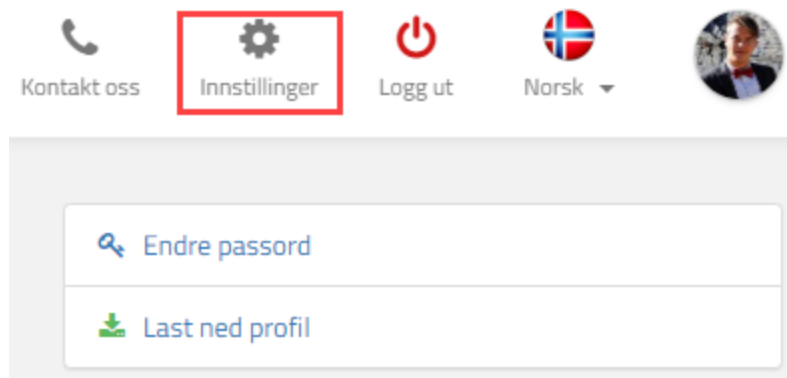 Kontakt oss Innstillinger Logg ut Norsk
Endre passord
Last ned profil